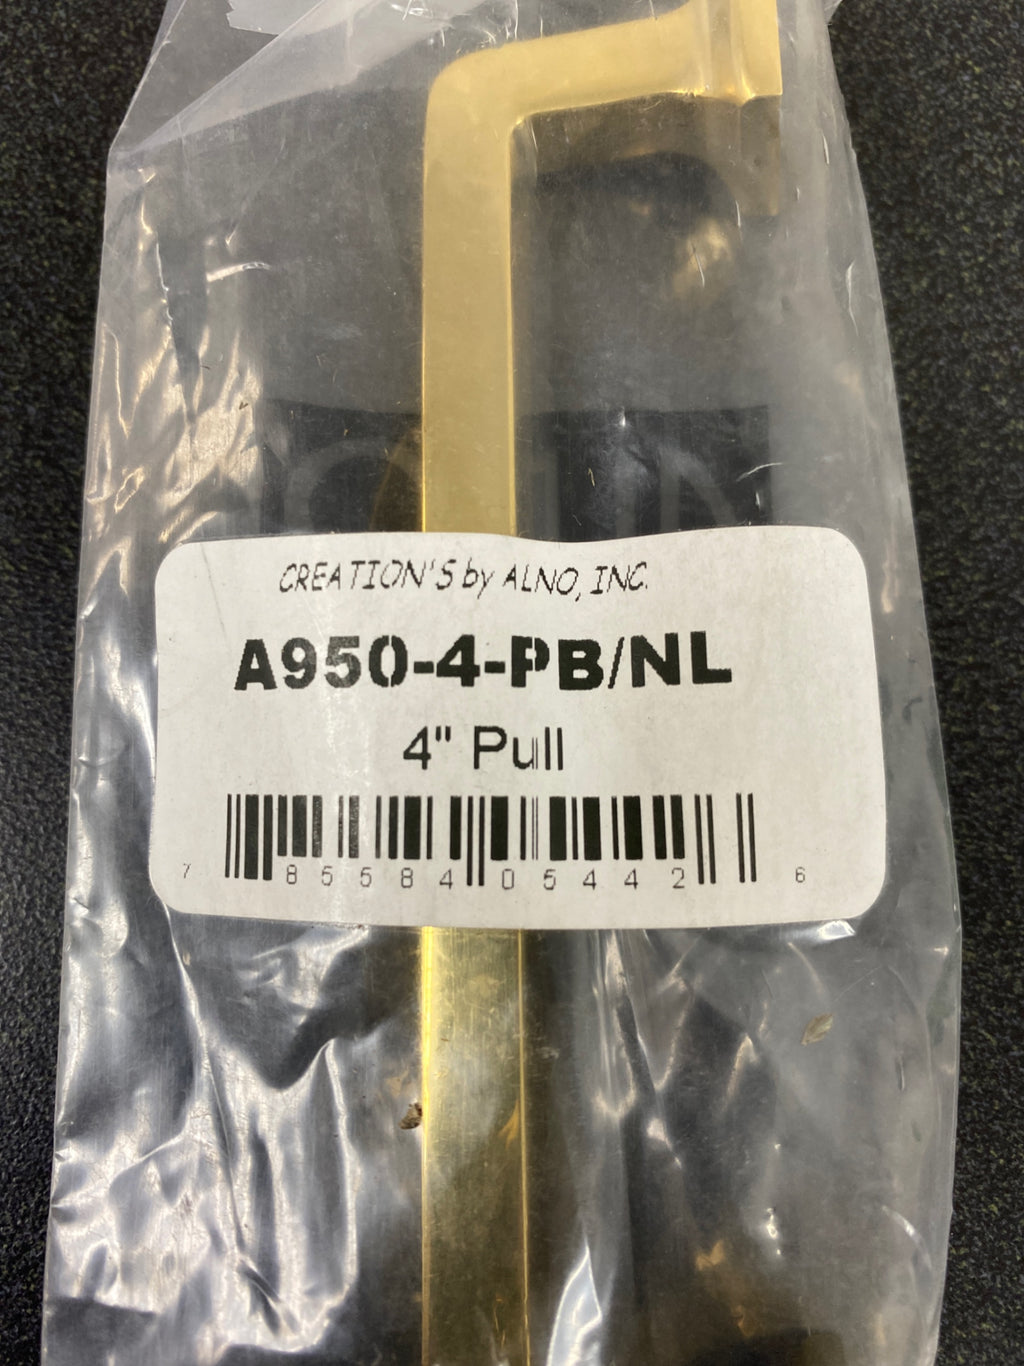 CREATION'S by ALNO, INC.
A950-4-PB/NL
4" Pull
7 85584 05442 6